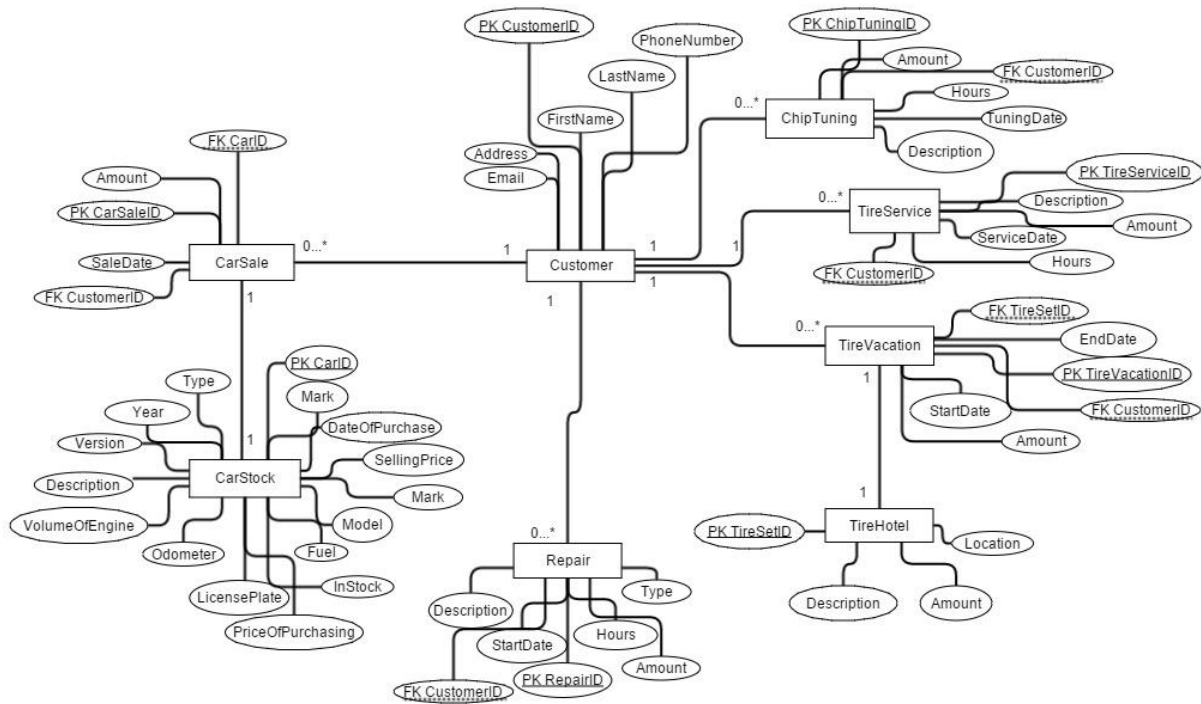 PK CustomerID
PhoneNumber
LastName
FirstName
Address
Email
Customer
PK ChipTuningID
Amount
FK CustomerID
Hours
TuningDate
Description
ChipTuning
0...*
1
FK CarID
Amount
PK CarSaleID
SaleDate
FK CustomerID
CarSale
0...*
1
1
PK TireServiceID
Description
Amount
ServiceDate
Hours
FK CustomerID
TireService
0...*
1
FK TireSetID
EndDate
PK TireVacationID
FK CustomerID
StartDate
Amount
TireVacation
0...*
1
1
1
PK CarID
Type
Mark
Year
DateOfPurchase
Version
SellingPrice
CarStock
1
Description
Mark
VolumeOfEngine
Model
Odometer
Fuel
InStock
LicensePlate
PriceOfPurchasing
1
0...*
Repair
Description
Type
StartDate
Hours
FK CustomerID
PK RepairID
Amount
1
PK TireSetID
TireHotel
Location
Description
Amount